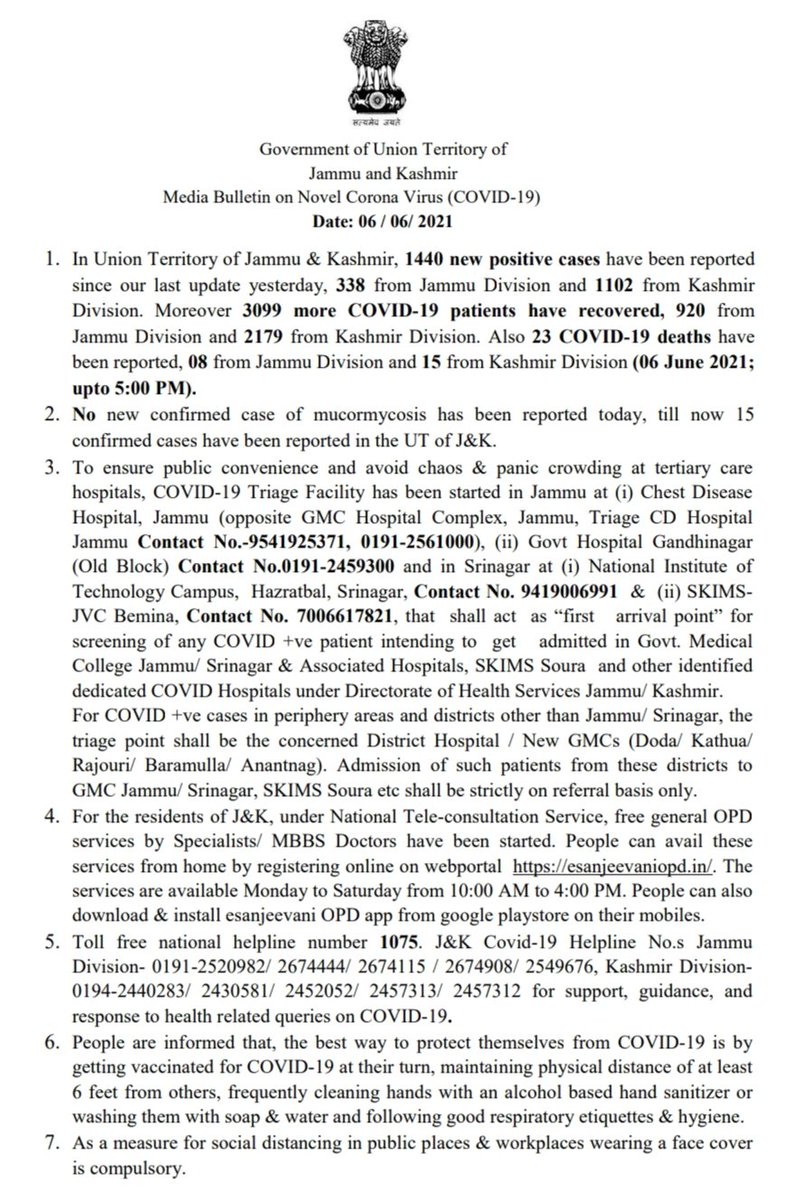 सत्यमेव जयते
Government of Union Territory of
Jammu and Kashmir
Media Bulletin on Novel Corona Virus (COVID-19)
Date: 06 / 06/ 2021
1. In Union Territory of Jammu & Kashmir, 1440 new positive cases have been reported
since our last update yesterday, 338 from Jammu Division and 1102 from Kashmir
Division. Moreover 3099 more COVID-19 patients have recovered, 920 from
Jammu Division and 2179 from Kashmir Division. Also 23 COVID-19 deaths have
been reported, 08 from Jammu Division and 15 from Kashmir Division (06 June 2021;
upto 5:00 PM).
2. No new confirmed case of mucormycosis has been reported today, till now 15
confirmed cases have been reported in the UT of J&K.
3. To ensure public convenience and avoid chaos & panic crowding at tertiary care
hospitals, COVID-19 Triage Facility has been started in Jammu at (i) Chest Disease
Hospital, Jammu (opposite GMC Hospital Complex, Jammu, Triage CD Hospital
Jammu Contact No.-9541925371, 0191-2561000), (ii) Govt Hospital Gandhinagar
(Old Block) Contact No.0191-2459300 and in Srinagar at (i) National Institute of
Technology Campus, Hazratbal, Srinagar, Contact No. 9419006991 & (ii) SKIMS-
JVC Bemina, Contact No. 7006617821, that shall act as “first arrival point” for
screening of any COVID +ve patient intending to get admitted in Govt. Medical
College Jammu/ Srinagar & Associated Hospitals, SKIMS Soura and other identified
dedicated COVID Hospitals under Directorate of Health Services Jammu/ Kashmir.
For COVID +ve cases in periphery areas and districts other than Jammu/ Srinagar, the
triage point shall be the concerned District Hospital / New GMCs (Doda/ Kathua/
Rajouri/ Baramulla/ Anantnag). Admission of such patients from these districts to
GMC Jammu/ Srinagar, SKIMS Soura etc shall be strictly on referral basis only.
4. For the residents of J&K, under National Tele-consultation Service, free general OPD
services by Specialists/ MBBS Doctors have been started. People can avail these
services from home by registering online on webportal https://esanjeevaniopd.in/. The
services are available Monday to Saturday from 10:00 AM to 4:00 PM. People can also
download & install esanjeevani OPD app from google playstore on their mobiles.
5. Toll free national helpline number 1075. J&K Covid-19 Helpline No.s Jammu
Division- 0191-2520982/ 2674444/ 2674115 / 2674908/ 2549676, Kashmir Division-
0194-2440283/ 2430581/ 2452052/ 2457313/ 2457312 for support, guidance, and
response to health related queries on COVID-19.
6. People are informed that, the best way to protect themselves from COVID-19 is by
getting vaccinated for COVID-19 at their turn, maintaining physical distance of at least
6 feet from others, frequently cleaning hands with an alcohol based hand sanitizer or
washing them with soap & water and following good respiratory etiquettes & hygiene.
7. As a measure for social distancing in public places & workplaces wearing a face cover
is compulsory.